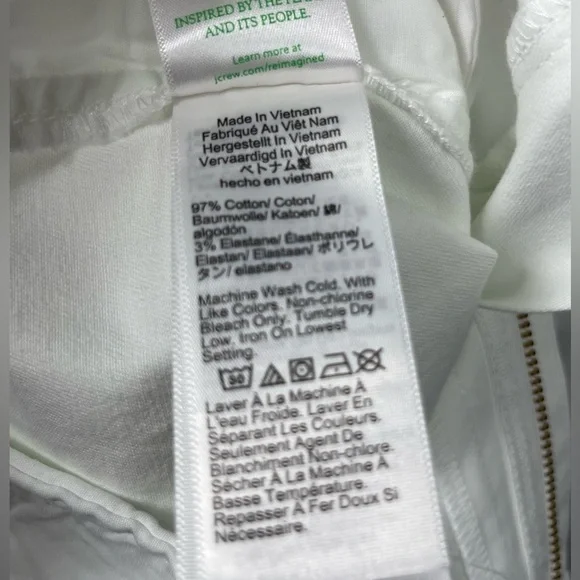 INSPIRED BY THE
AND ITS PEOPLE.
Learn more at
jcrew.com/reimagined
Made In Vietnam
Fabriqué Au Viêt Nam
Hergestellt In Vietnam
Vervaardigd In Vietnam
ベトナム製
hecho en vietnam
97% Cotton/ Coton/
Baumwolle/ Katoen/ 綿/
algodón
3% Elastane/ Élasthanne/
Elastan/ Elastaan/ ポリウレ
タン/ elastano
Machine Wash Cold. With
Like Colors. Non-chlorine
Bleach Only. Tumble Dry
Low. Iron On Lowest
Setting.
30
Laver À La Machine À
L'eau Froide. Laver En
Séparant Les Couleurs.
Seulement Agent De
Blanchiment Non-chlore.
Sécher À La Machine À
Basse Température.
Repasser À Fer Doux Si
Nécessaire.